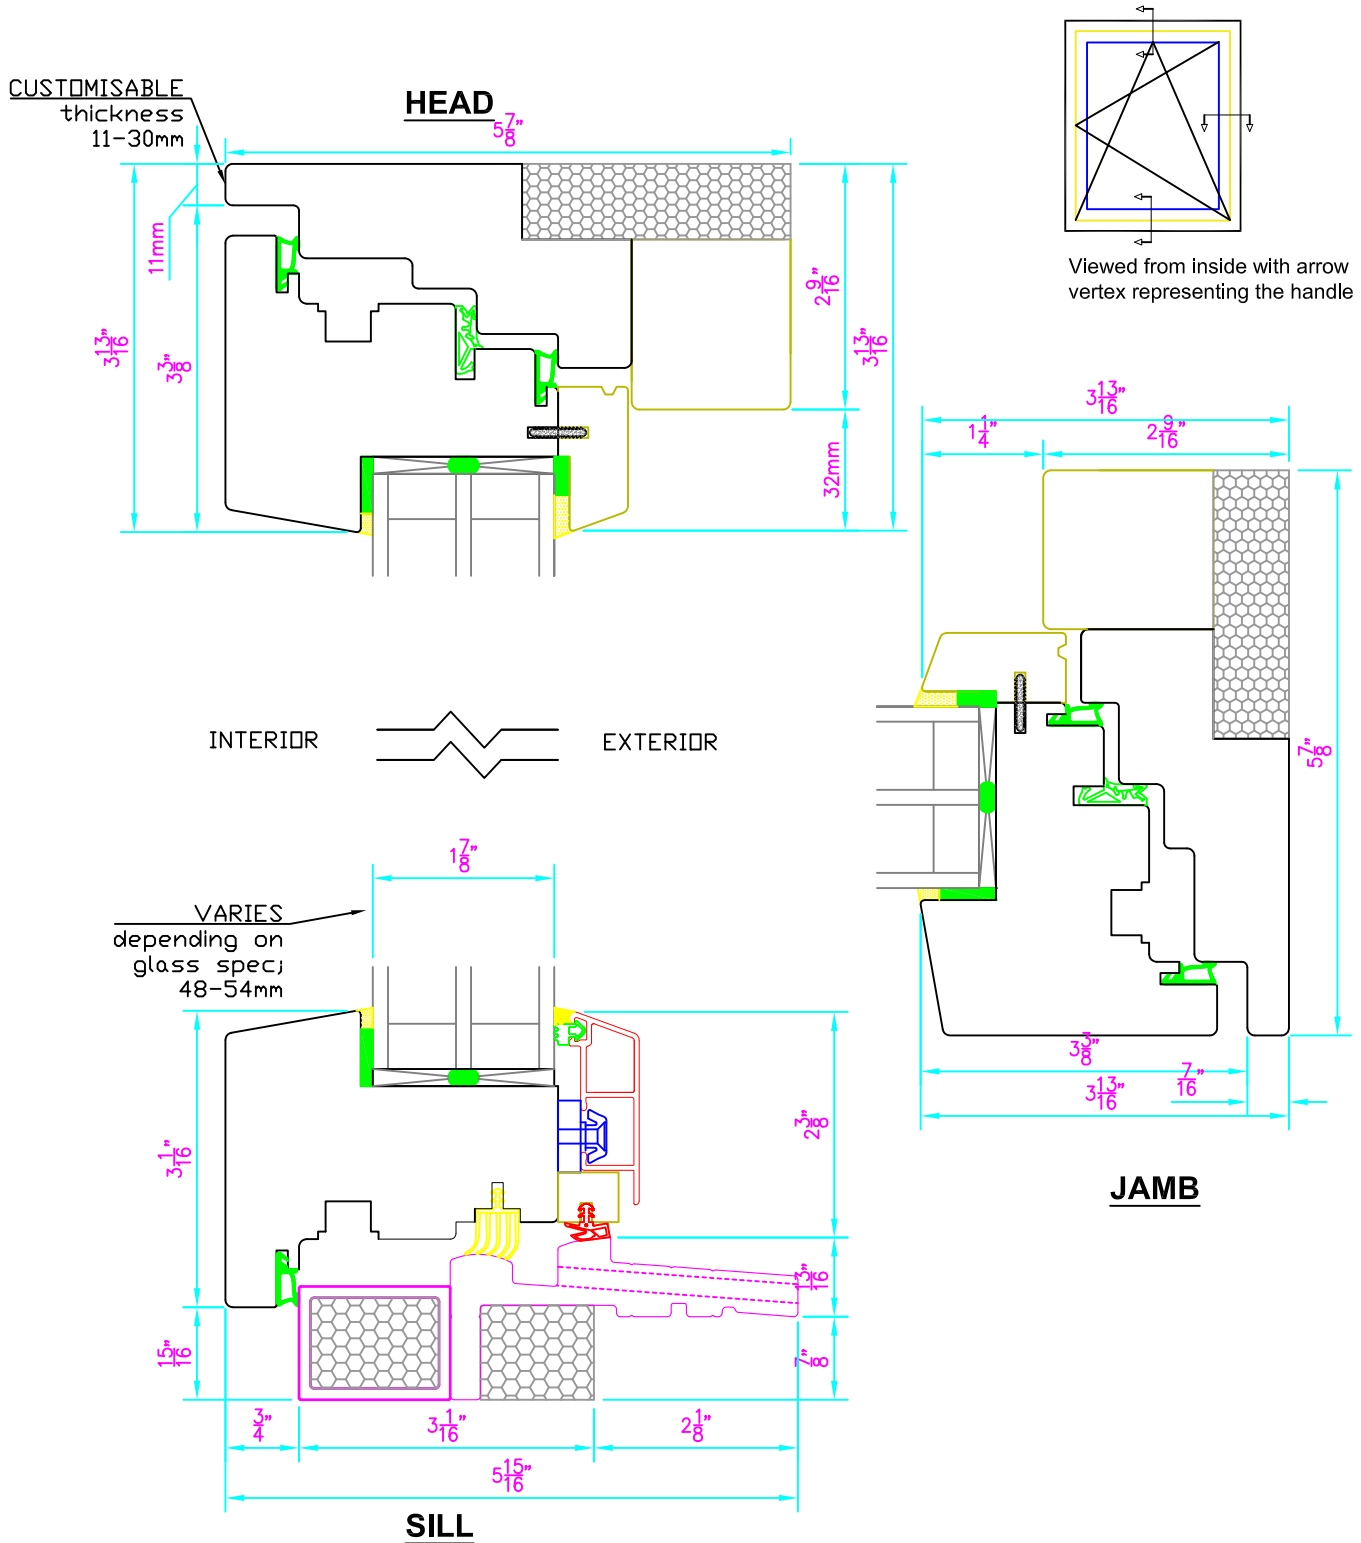 CUSTOMISABLE
thickness
11-30mm
HEAD
5 7/8"
11mm
3 13/16"
3 3/8"
2 9/16"
3 13/16"
32mm
Viewed from inside with arrow
vertex representing the handle
3 13/16"
1 1/4"
2 9/16"
5 7/8"
INTERIOR
EXTERIOR
1 7/8"
VARIES
depending on
glass spec;
48-54mm
3 3/8"
7/16"
3 13/16"
JAMB
3 1/16"
2 3/8"
13/16"
15/16"
7/8"
3/4"
3 1/16"
2 1/8"
5 15/16"
SILL